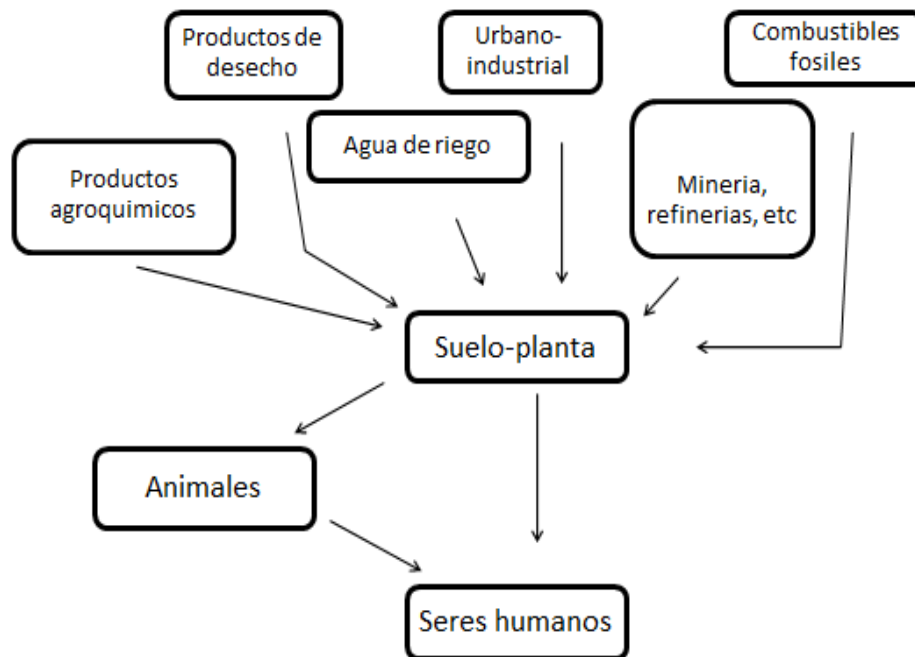 Productos de
desecho
Urbano-
industrial
Combustibles
fosiles
Agua de riego
Productos
agroquimicos
Mineria,
refinerias, etc
Suelo-planta
Animales
Seres humanos